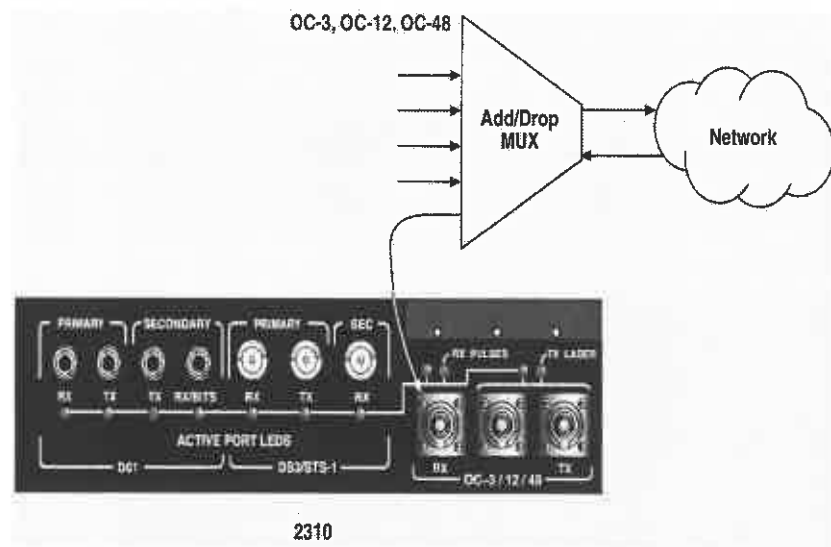 OC-3, OC-12, OC-48
Add/Drop
MUX
Network
PRIMARY SECONDARY PRIMARY SEC
RX PULSES TX LASER
RX TX TX RX/BITS RX TX RX
ACTIVE PORT LEDS
DS1 DS3/STS-1
RX TX
OC-3/12/48
2310